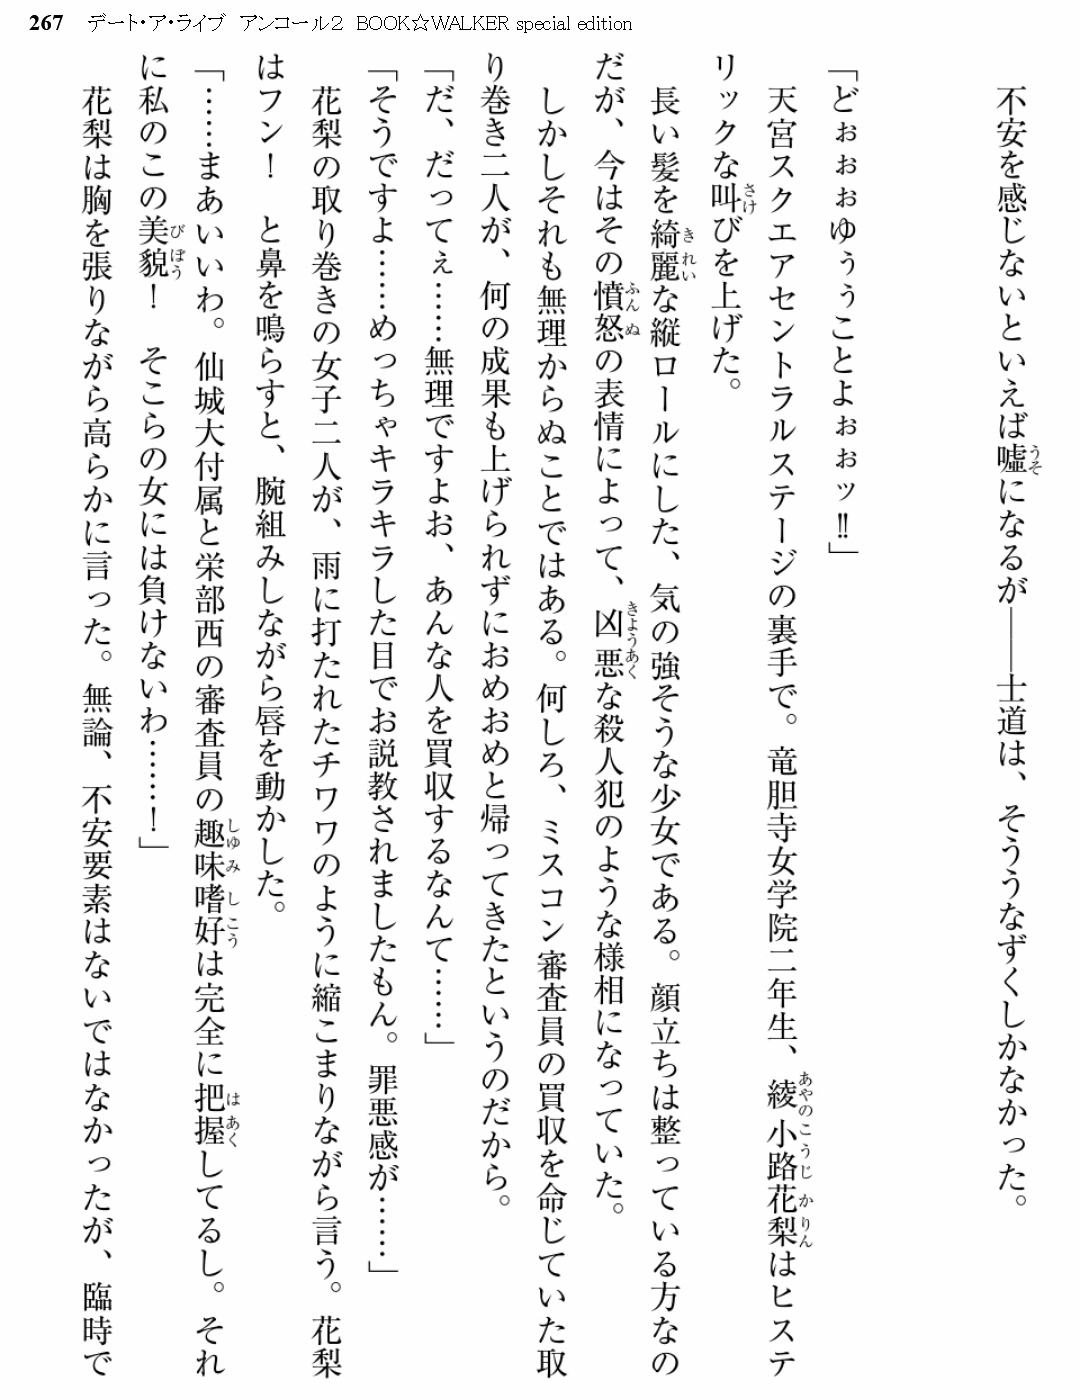 267 デート・ア・ライブ アンコール2 BOOK☆WALKER special edition
不安を感じないといえば嘘になるが――士道は、そううなずくしかなかった。
「どぉぉぉゆぅぅことよぉぉぉッ!!」
天宮スクエアセントラルステージの裏手で。竜胆寺女学院二年生、綾小路花梨はヒステ
リックな叫びを上げた。
長い髪を綺麗な縦ロールにした、気の強そうな少女である。顔立ちは整っている方なの
だが、今はその憤怒の表情によって、凶悪な殺人犯のような様相になっていた。
しかしそれも無理からぬことではある。何しろ、ミスコン審査員の買収を命じていた取
り巻き二人が、何の成果も上げられずにおめおめと帰ってきたというのだから。
「だ、だってぇ……無理ですよお、あんな人を買収するなんて……」
「そうですよ……めっちゃキラキラした目でお説教されましたもん。罪悪感が……」
花梨の取り巻きの女子二人が、雨に打たれたチワワのように縮こまりながら言う。花梨
はフン! と鼻を鳴らすと、腕組みしながら唇を動かした。
「……まあいいわ。仙城大付属と栄部西の審査員の趣味嗜好は完全に把握してるし。それ
に私のこの美貌! そこらの女には負けないわ……!」
花梨は胸を張りながら高らかに言った。無論、不安要素はないではなかったが、臨時で